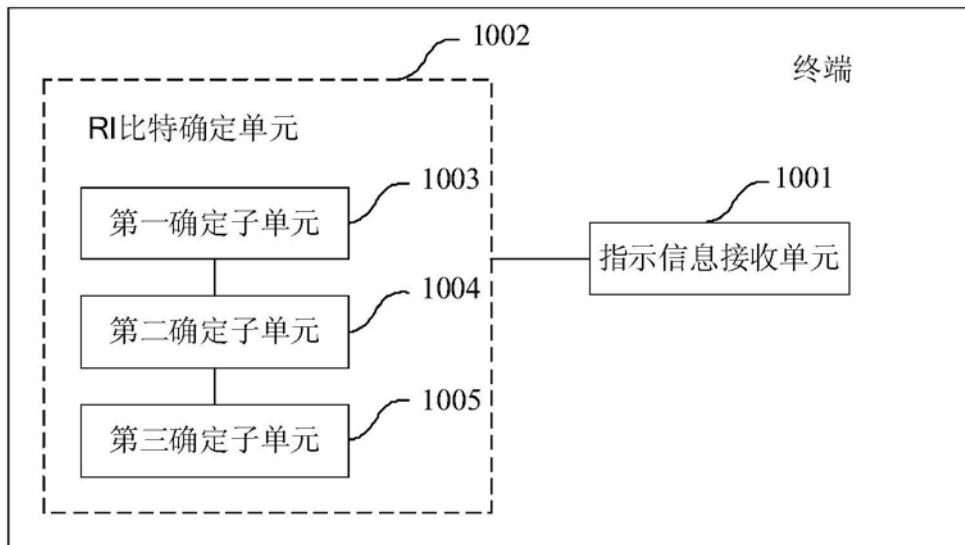 1002
终端
RI比特确定单元
1003
第一确定子单元
1001
指示信息接收单元
1004
第二确定子单元
1005
第三确定子单元